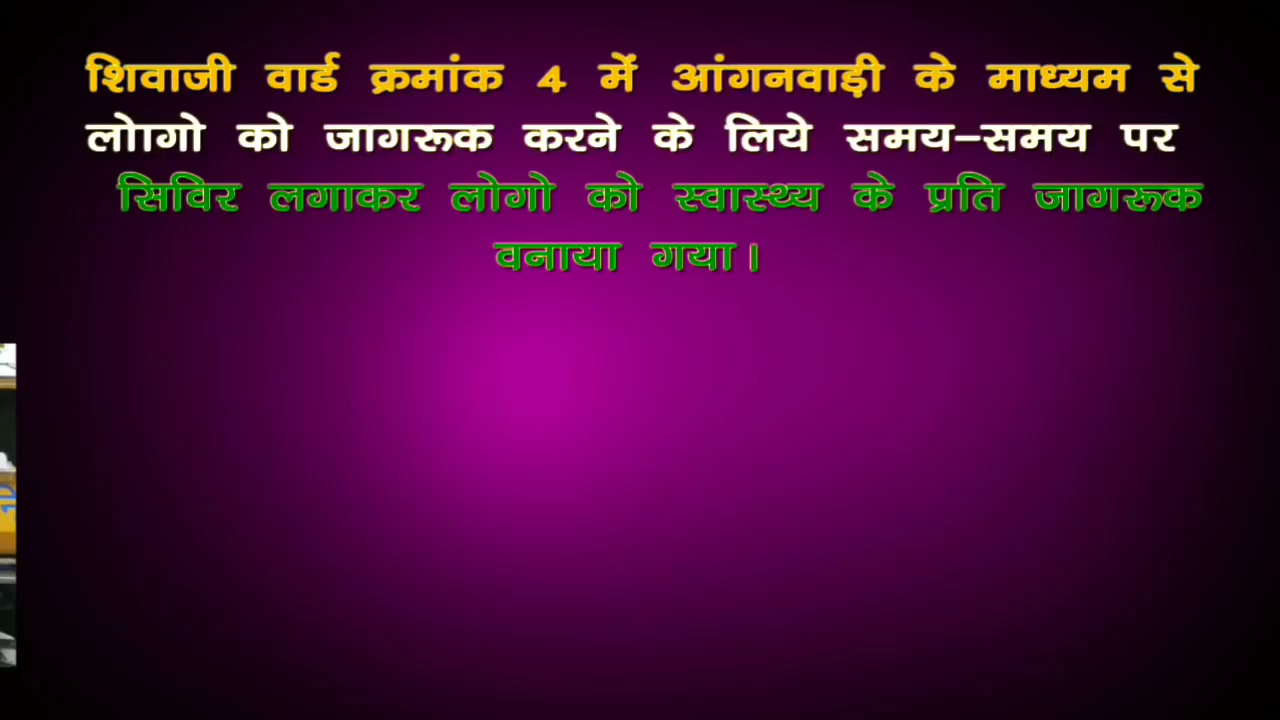 शिवाजी वार्ड क्रमांक 4 में आंगनवाड़ी के माध्यम से
लोागो को जागरूक करने के लिये समय-समय पर
सिविर लगाकर लोगो को स्वास्थ्य के प्रति जागरूक
वनाया गया।